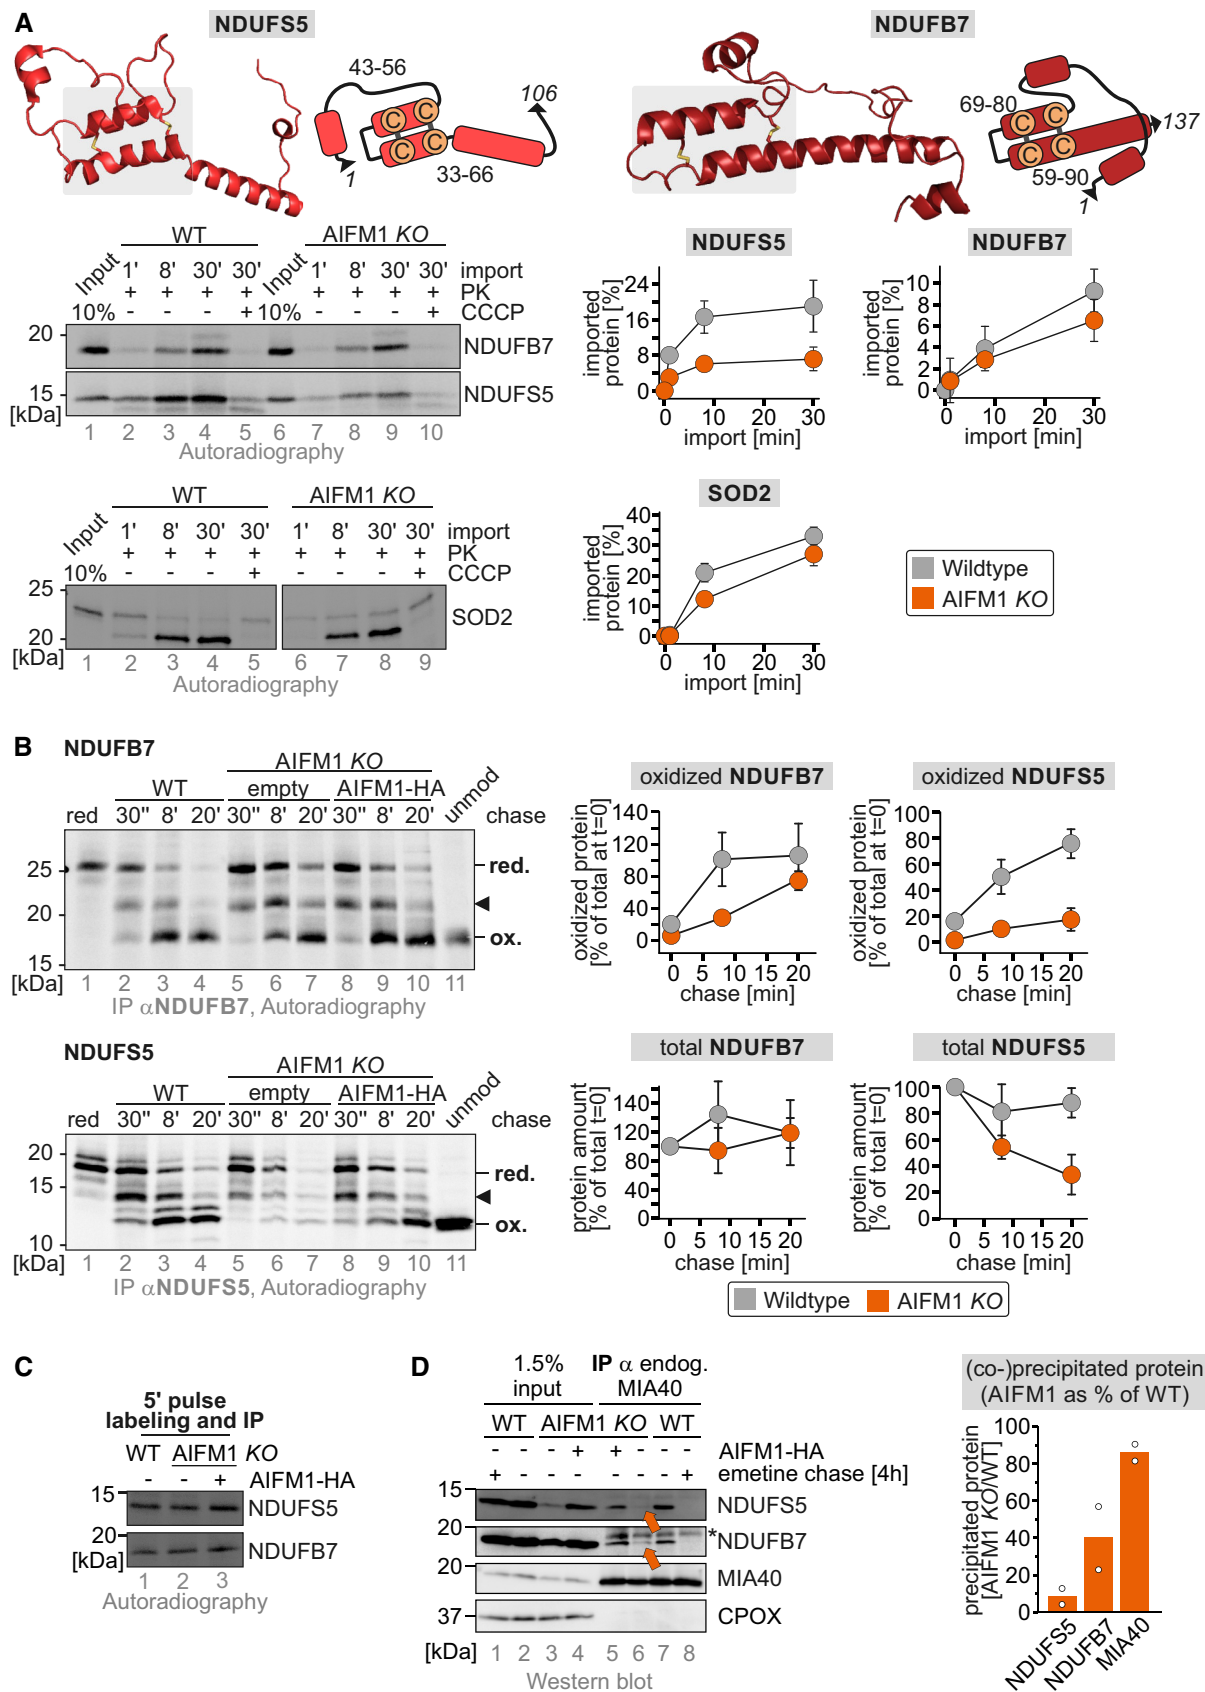 A
NDUFS5
NDUFB7
43-56
106
C C
C C
33-66
1
69-80
C C
C C
137
59-90
1
WT
AIFM1 KO
Input 1' 8' 30' 30' Input 1' 8' 30' 30' import
+ + + + + + + + PK
10% - - - + 10% - - - + CCCP
20
NDUFB7
15
NDUFS5
[kDa]
1 2 3 4 5 6 7 8 9 10
Autoradiography
NDUFS5
imported protein [%]
24
16
8
0
0 10 20 30
import [min]
NDUFB7
imported protein [%]
10
8
6
4
2
0
0 10 20 30
import [min]
WT
AIFM1 KO
Input 1' 8' 30' 30' 1' 8' 30' 30' import
+ + + + + + + + PK
10% - - - + - - - + CCCP
25
SOD2
20
[kDa]
1 2 3 4 5 6 7 8 9
Autoradiography
SOD2
imported protein [%]
40
30
20
10
0
0 10 20 30
import [min]
Wildtype
AIFM1 KO
B
NDUFB7
AIFM1 KO
WT empty AIFM1-HA
red 30" 8' 20' 30" 8' 20' 30" 8' 20' unmod chase
25
red.
20
ox.
15
[kDa]
1 2 3 4 5 6 7 8 9 10 11
IP αNDUFB7, Autoradiography
oxidized NDUFB7
oxidized protein [% of total at t=0]
140
120
80
40
0
0 5 10 15 20
chase [min]
oxidized NDUFS5
oxidized protein [% of total at t=0]
100
80
60
40
20
0
0 5 10 15 20
chase [min]
NDUFS5
AIFM1 KO
WT empty AIFM1-HA
red 30" 8' 20' 30" 8' 20' 30" 8' 20' unmod chase
20
red.
15
ox.
10
[kDa]
1 2 3 4 5 6 7 8 9 10 11
IP αNDUFS5, Autoradiography
total NDUFB7
protein amount [% of total t=0]
140
120
80
40
0
0 5 10 15 20
chase [min]
total NDUFS5
protein amount [% of total t=0]
100
80
60
40
20
0
0 5 10 15 20
chase [min]
Wildtype AIFM1 KO
C
5' pulse
labeling and IP
WT AIFM1 KO
- - + AIFM1-HA
15
NDUFS5
20
NDUFB7
[kDa]
1 2 3
Autoradiography
D
1.5% input
IP α endog. MIA40
WT AIFM1 KO WT
- - - + + - - - AIFM1-HA
+ - - - - - - + emetine chase [4h]
15
NDUFS5
20
*NDUFB7
20
MIA40
37
CPOX
[kDa]
1 2 3 4 5 6 7 8
Western blot
(co-)precipitated protein
(AIFM1 as % of WT)
precipitated protein [AIFM1 KO/WT]
100
80
60
40
20
0
NDUFS5
NDUFB7
MIA40